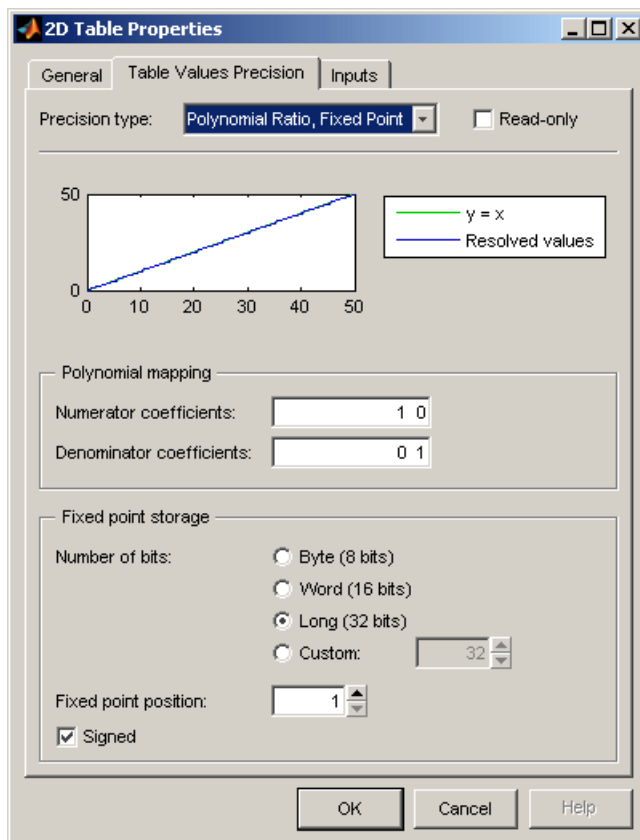 2D Table Properties
General Table Values Precision Inputs
Precision type: Polynomial Ratio, Fixed Point Read-only
50
0
0 10 20 30 40 50
y = x
Resolved values
Polynomial mapping
Numerator coefficients: 1 0
Denominator coefficients: 0 1
Fixed point storage
Number of bits: Byte (8 bits)
Word (16 bits)
Long (32 bits)
Custom: 32
Fixed point position: 1
Signed
OK Cancel Help